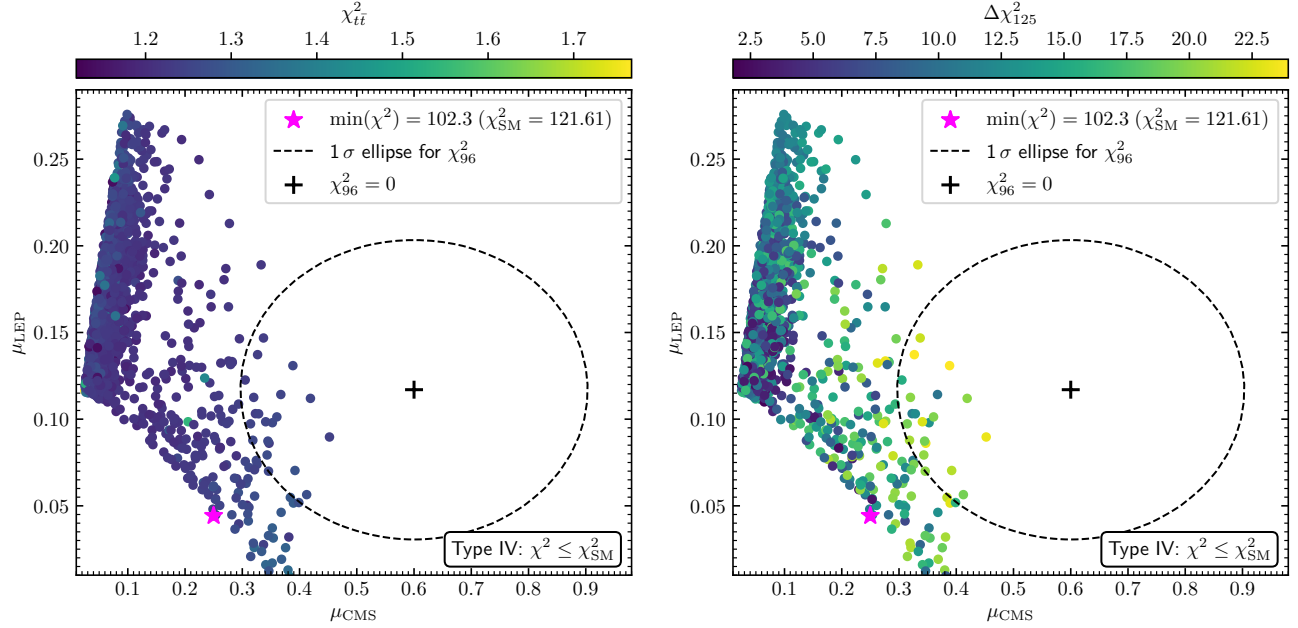 χ²_{tt̄}
1.2 1.3 1.4 1.5 1.6 1.7
min(χ²) = 102.3 (χ²_SM = 121.61)
1 σ ellipse for χ²_96
χ²_96 = 0
0.25
0.20
0.15
0.10
0.05
μ_LEP
Type IV: χ² ≤ χ²_SM
0.1 0.2 0.3 0.4 0.5 0.6 0.7 0.8 0.9
μ_CMS
Δχ²_125
2.5 5.0 7.5 10.0 12.5 15.0 17.5 20.0 22.5
min(χ²) = 102.3 (χ²_SM = 121.61)
1 σ ellipse for χ²_96
χ²_96 = 0
0.25
0.20
0.15
0.10
0.05
μ_LEP
Type IV: χ² ≤ χ²_SM
0.1 0.2 0.3 0.4 0.5 0.6 0.7 0.8 0.9
μ_CMS